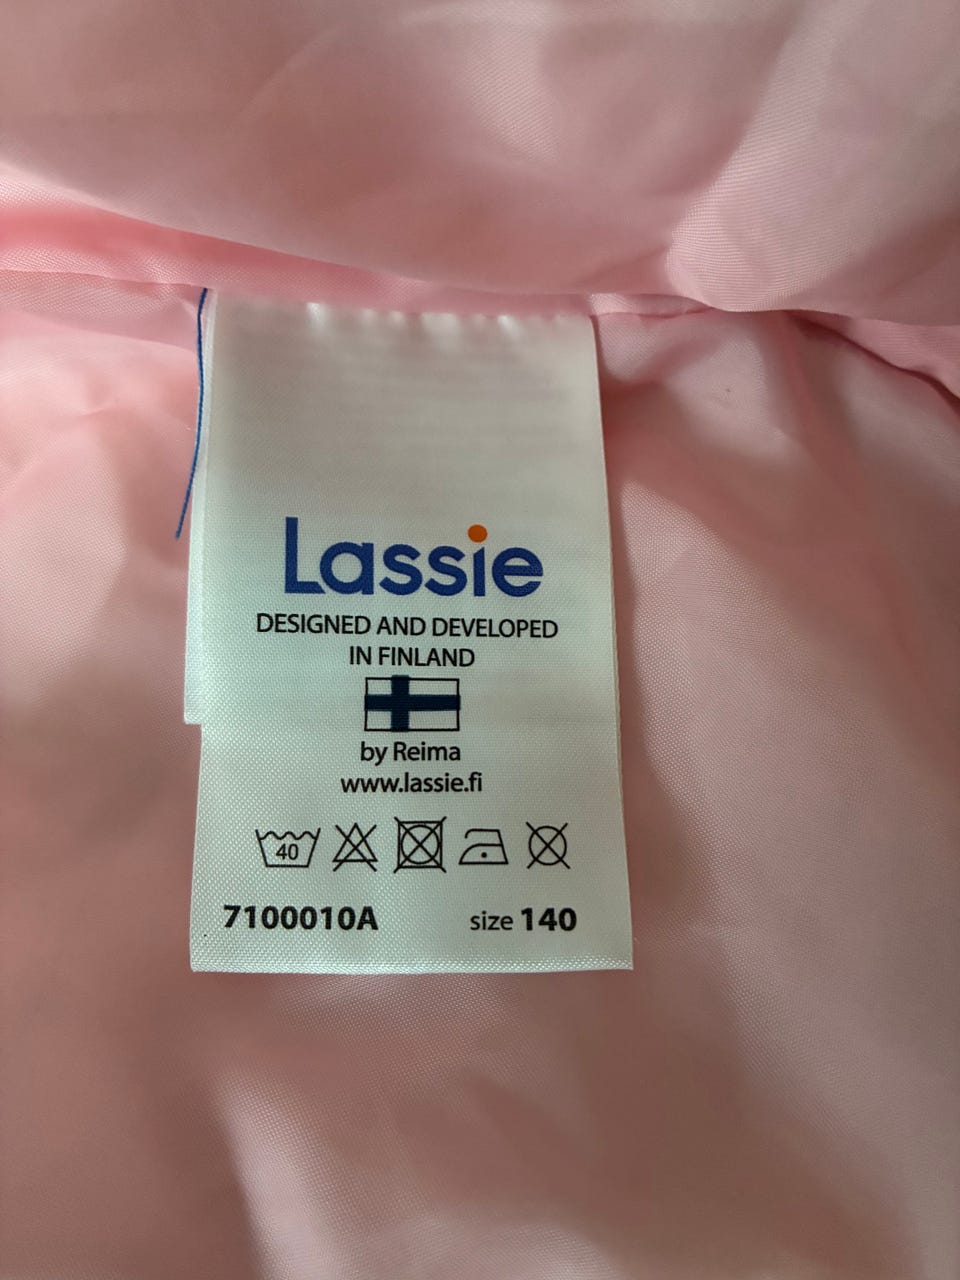 Lassie
DESIGNED AND DEVELOPED
IN FINLAND
by Reima
www.lassie.fi
40
7100010A size 140